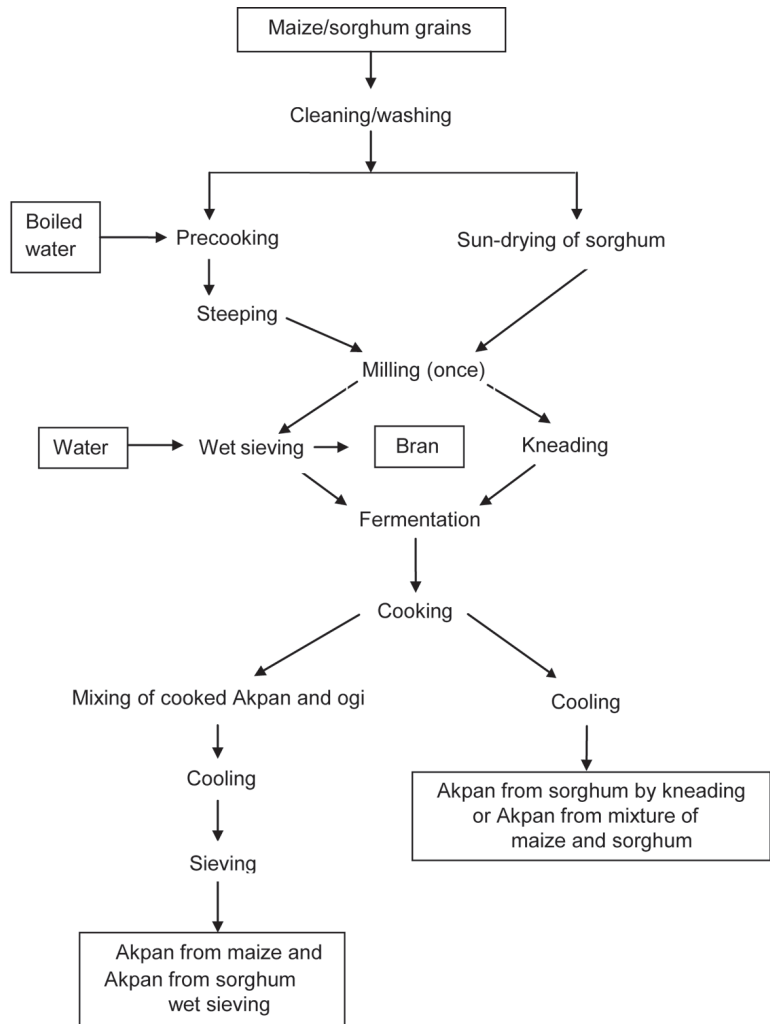 Maize/sorghum grains
Cleaning/washing
Boiled
water
Precooking
Sun-drying of sorghum
Steeping
Milling (once)
Water
Wet sieving
Bran
Kneading
Fermentation
Cooking
Mixing of cooked Akpan and ogi
Cooling
Cooling
Akpan from sorghum by kneading
or Akpan from mixture of
maize and sorghum
Sieving
Akpan from maize and
Akpan from sorghum
wet sieving